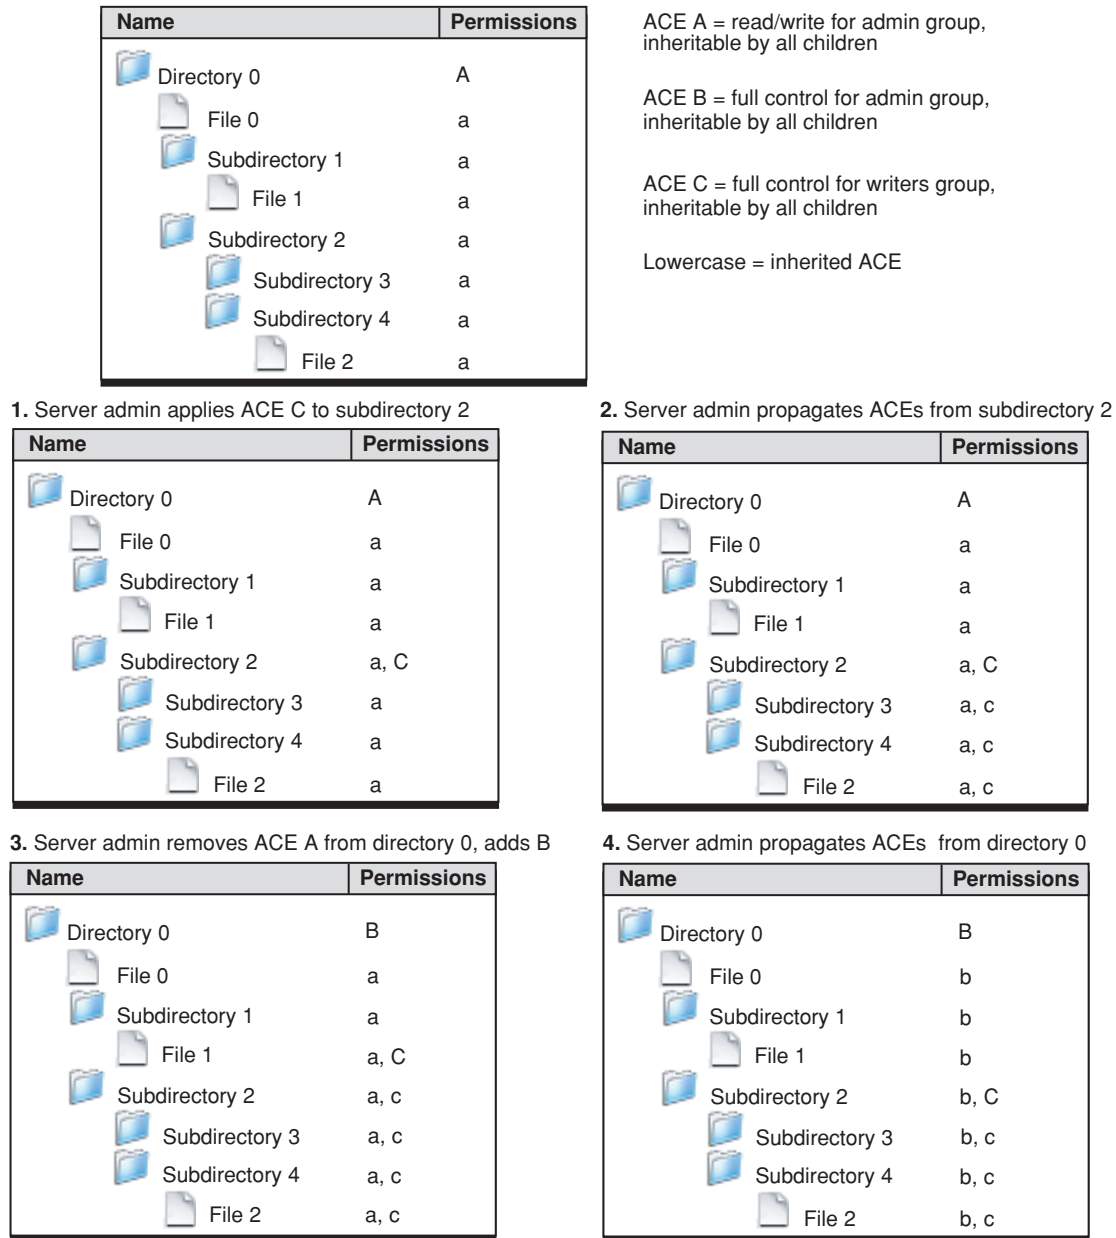 Name Permissions
Directory 0 A
File 0 a
Subdirectory 1 a
File 1 a
Subdirectory 2 a
Subdirectory 3 a
Subdirectory 4 a
File 2 a
ACE A = read/write for admin group,
inheritable by all children
ACE B = full control for admin group,
inheritable by all children
ACE C = full control for writers group,
inheritable by all children
Lowercase = inherited ACE
1. Server admin applies ACE C to subdirectory 2
Name Permissions
Directory 0 A
File 0 a
Subdirectory 1 a
File 1 a
Subdirectory 2 a, C
Subdirectory 3 a
Subdirectory 4 a
File 2 a
2. Server admin propagates ACEs from subdirectory 2
Name Permissions
Directory 0 A
File 0 a
Subdirectory 1 a
File 1 a
Subdirectory 2 a, C
Subdirectory 3 a, c
Subdirectory 4 a, c
File 2 a, c
3. Server admin removes ACE A from directory 0, adds B
Name Permissions
Directory 0 B
File 0 a
Subdirectory 1 a
File 1 a, C
Subdirectory 2 a, c
Subdirectory 3 a, c
Subdirectory 4 a, c
File 2 a, c
4. Server admin propagates ACEs from directory 0
Name Permissions
Directory 0 B
File 0 b
Subdirectory 1 b
File 1 b
Subdirectory 2 b, C
Subdirectory 3 b, c
Subdirectory 4 b, c
File 2 b, c